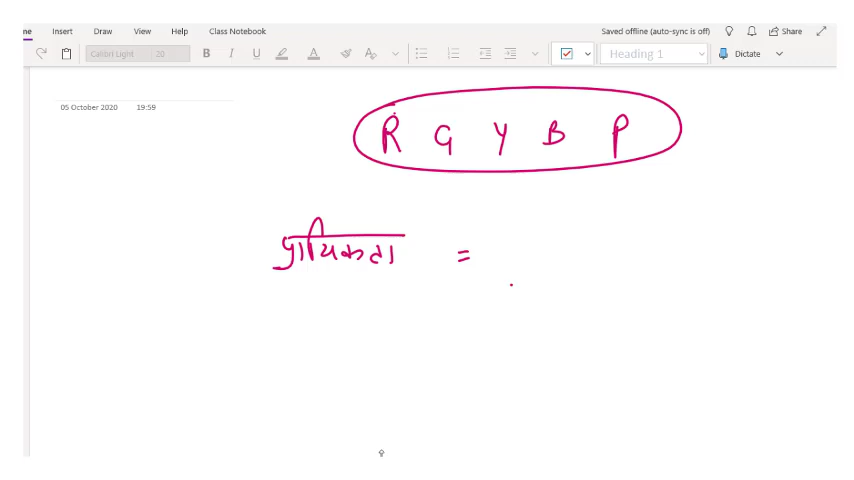 ne Insert Draw View Help Class Notebook Saved offline (auto-sync is off) Share
Calibri Light 20 B I U A Heading 1 Dictate
05 October 2020 19:59
R G Y B P
प्रायिकता =